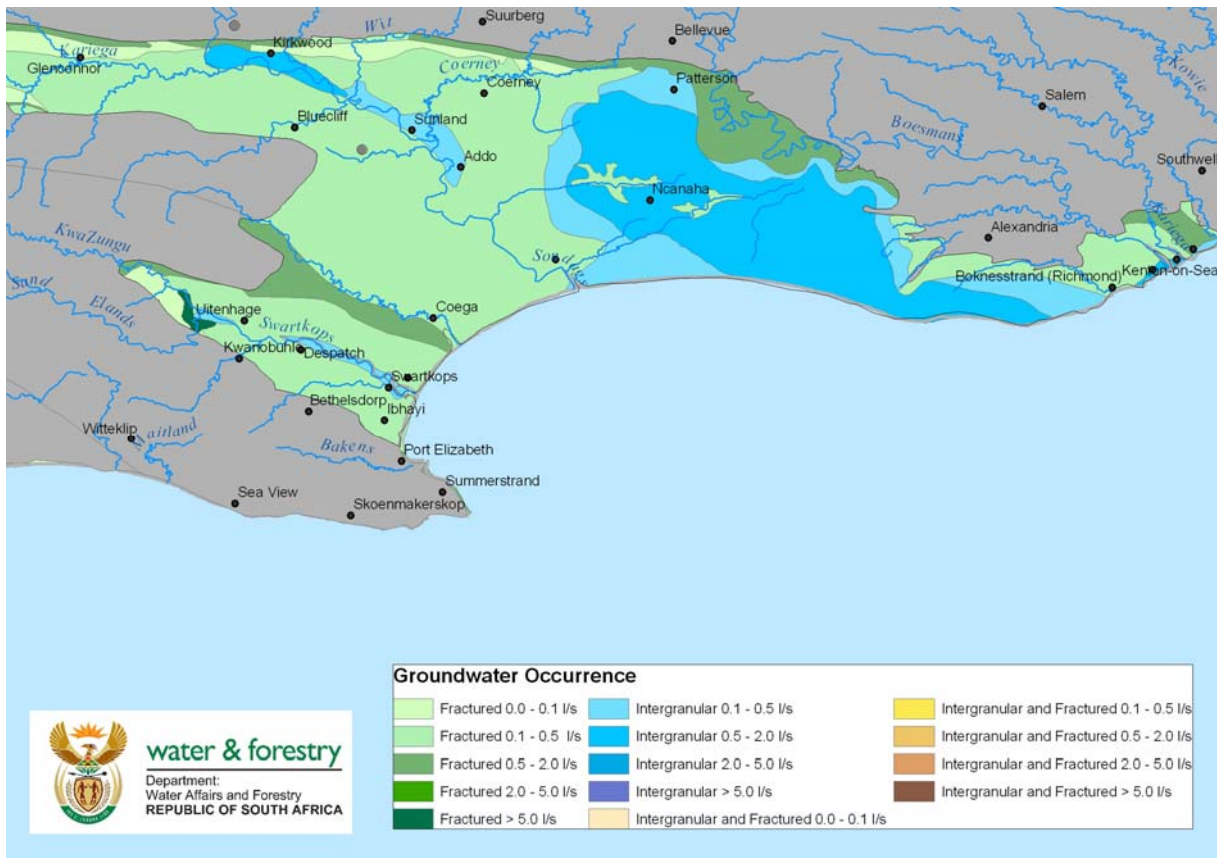 Suurberg
Wit
Bellevue
Kirkwood
Kariega
Glenconnor
Coerney
Coerney
Patterson
Kowie
Salem
Bluecliff
Sunland
Boesmans
Addo
Southwell
Ncanaha
KwaZungu
Alexandria
Kariega
Sondags
Boknesstrand (Richmond)
Kenton-on-Sea
Sand
Elands
Uitenhage
Coega
Swartkops
Kwanobuhle
Despatch
Swartkops
Bethelsdorp
Ibhayi
Witteklip
Maitland
Bakens
Port Elizabeth
Summerstrand
Sea View
Skoenmakerskop
Groundwater Occurrence
Fractured 0.0 - 0.1 l/s
Fractured 0.1 - 0.5 l/s
Fractured 0.5 - 2.0 l/s
Fractured 2.0 - 5.0 l/s
Fractured > 5.0 l/s
Intergranular 0.1 - 0.5 l/s
Intergranular 0.5 - 2.0 l/s
Intergranular 2.0 - 5.0 l/s
Intergranular > 5.0 l/s
Intergranular and Fractured 0.0 - 0.1 l/s
Intergranular and Fractured 0.1 - 0.5 l/s
Intergranular and Fractured 0.5 - 2.0 l/s
Intergranular and Fractured 2.0 - 5.0 l/s
Intergranular and Fractured > 5.0 l/s
water & forestry
Department:
Water Affairs and Forestry
REPUBLIC OF SOUTH AFRICA